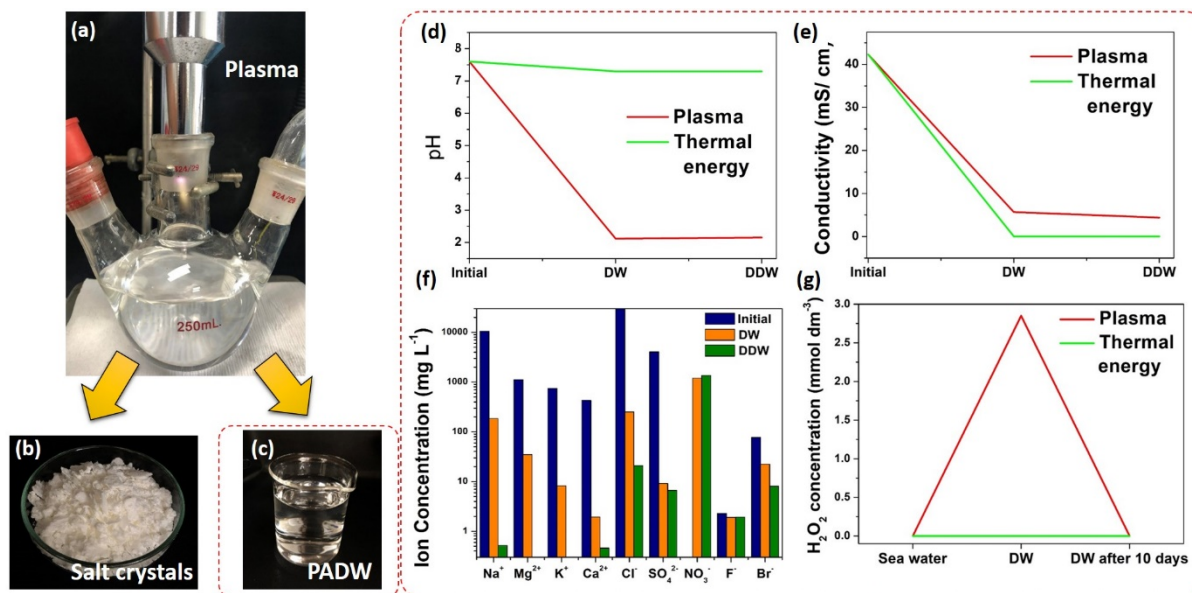 (a)
Plasma
24/29
24/29
250mL.
(b)
Salt crystals
(c)
PADW
(d)
pH
8
7
6
5
4
3
2
Plasma
Thermal
energy
Initial
DW
DDW
(e)
Conductivity (mS/ cm,
40
30
20
10
0
Plasma
Thermal
energy
Initial
DW
DDW
(f)
Ion Concentration (mg L⁻¹)
10000
1000
100
10
1
Initial
DW
DDW
Na⁺
Mg²⁺
K⁺
Ca²⁺
Cl⁻
SO₄²⁻
NO₃⁻
F⁻
Br⁻
(g)
H₂O₂ concentration (mmol dm⁻³)
3.0
2.5
2.0
1.5
1.0
0.5
0.0
Plasma
Thermal
energy
Sea water
DW
DW after 10 days